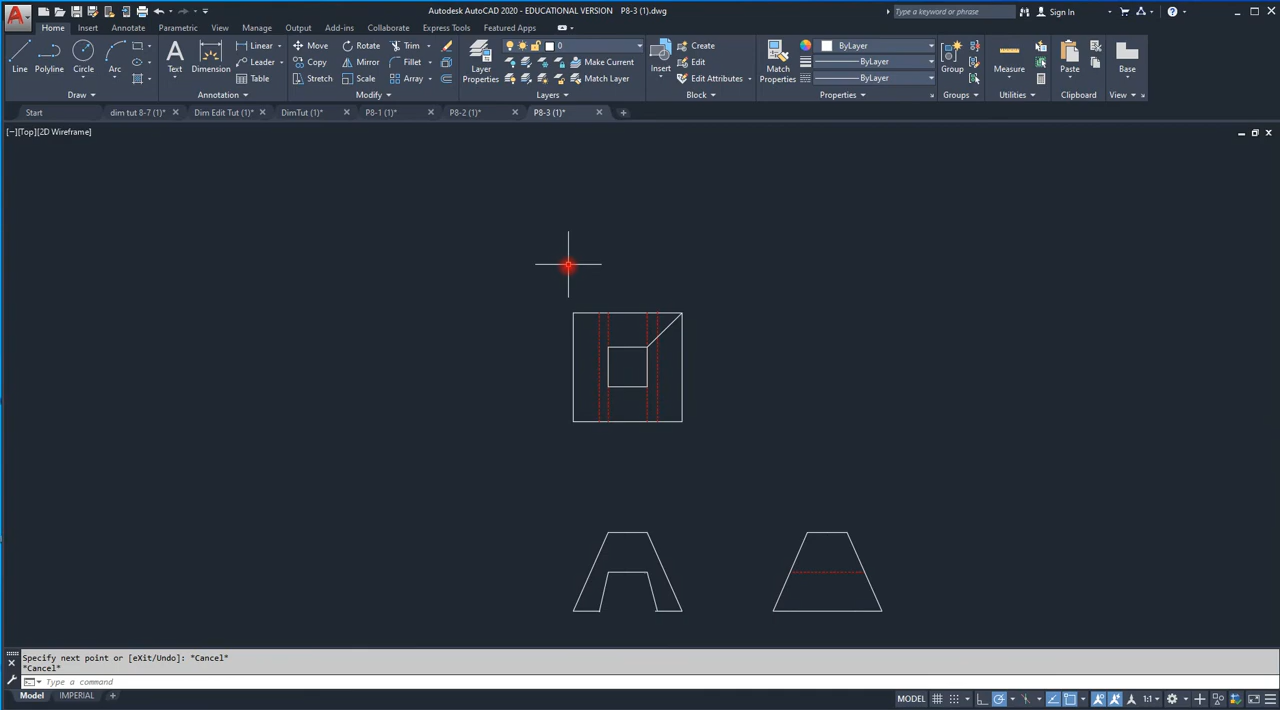 Autodesk AutoCAD 2020 - EDUCATIONAL VERSION P8-3 (1).dwg
Type a keyword or phrase
Sign In
Home Insert Annotate Parametric View Manage Output Add-ins Collaborate Express Tools Featured Apps
Line Polyline Circle Arc
Draw
Text Dimension
Linear
Leader
Table
Annotation
Move Rotate Trim
Copy Mirror Fillet
Stretch Scale Array
Modify
Layer
Properties
0
Make Current
Match Layer
Layers
Insert
Create
Edit
Edit Attributes
Block
Match
Properties
ByLayer
ByLayer
ByLayer
Properties
Group
Groups
Measure
Utilities
Paste
Clipboard
Base
View
Start dim tut 8-7 (1)* Dim Edit Tut (1)* DimTut (1)* P8-1 (1)* P8-2 (1)* P8-3 (1)*
[−][Top][2D Wireframe]
Specify next point or [eXit/Undo]: *Cancel*
*Cancel*
Type a command
Model IMPERIAL
MODEL 1:1